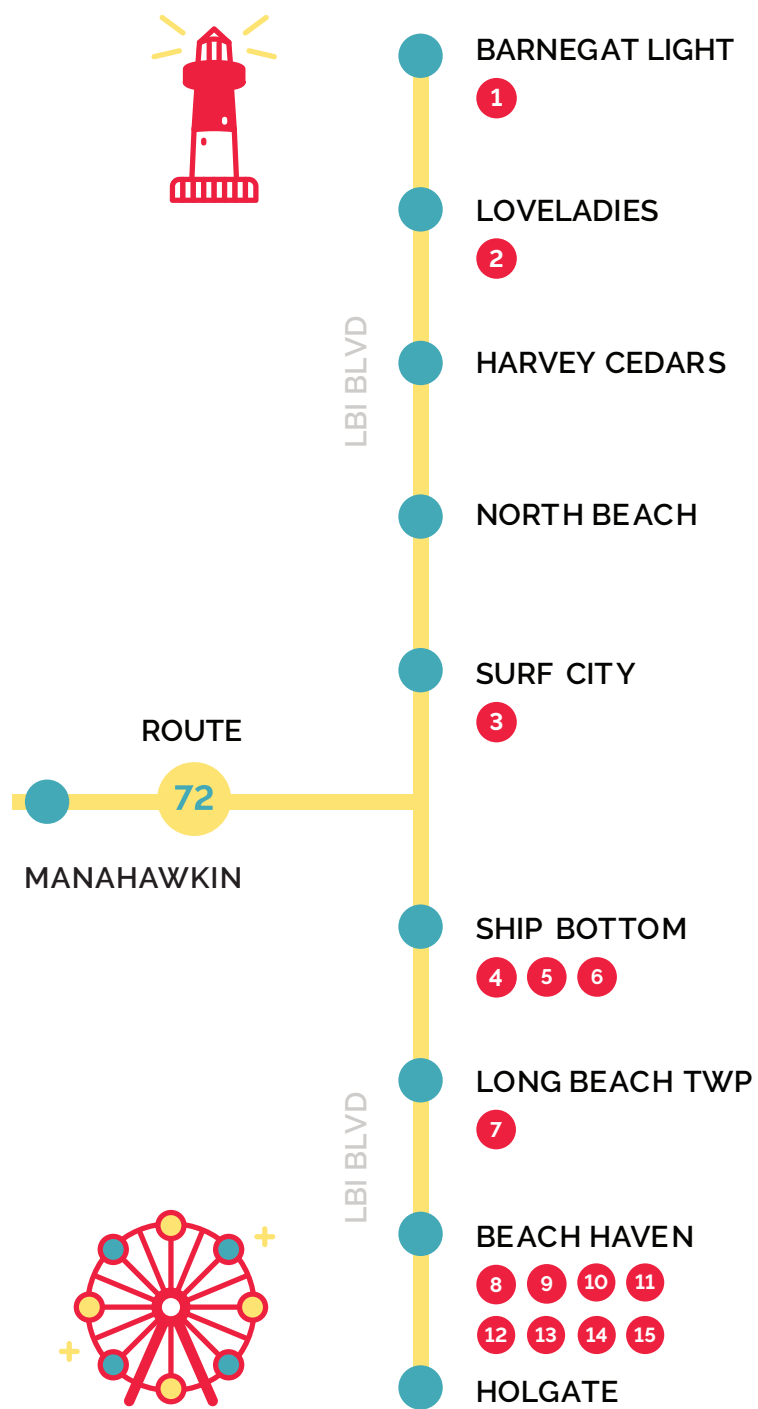 BARNEGAT LIGHT
1
LOVELADIES
2
LBI BLVD
HARVEY CEDARS
NORTH BEACH
SURF CITY
3
ROUTE
72
MANAHAWKIN
SHIP BOTTOM
4 5 6
LONG BEACH TWP
7
LBI BLVD
BEACH HAVEN
8 9 10 11
12 13 14 15
HOLGATE